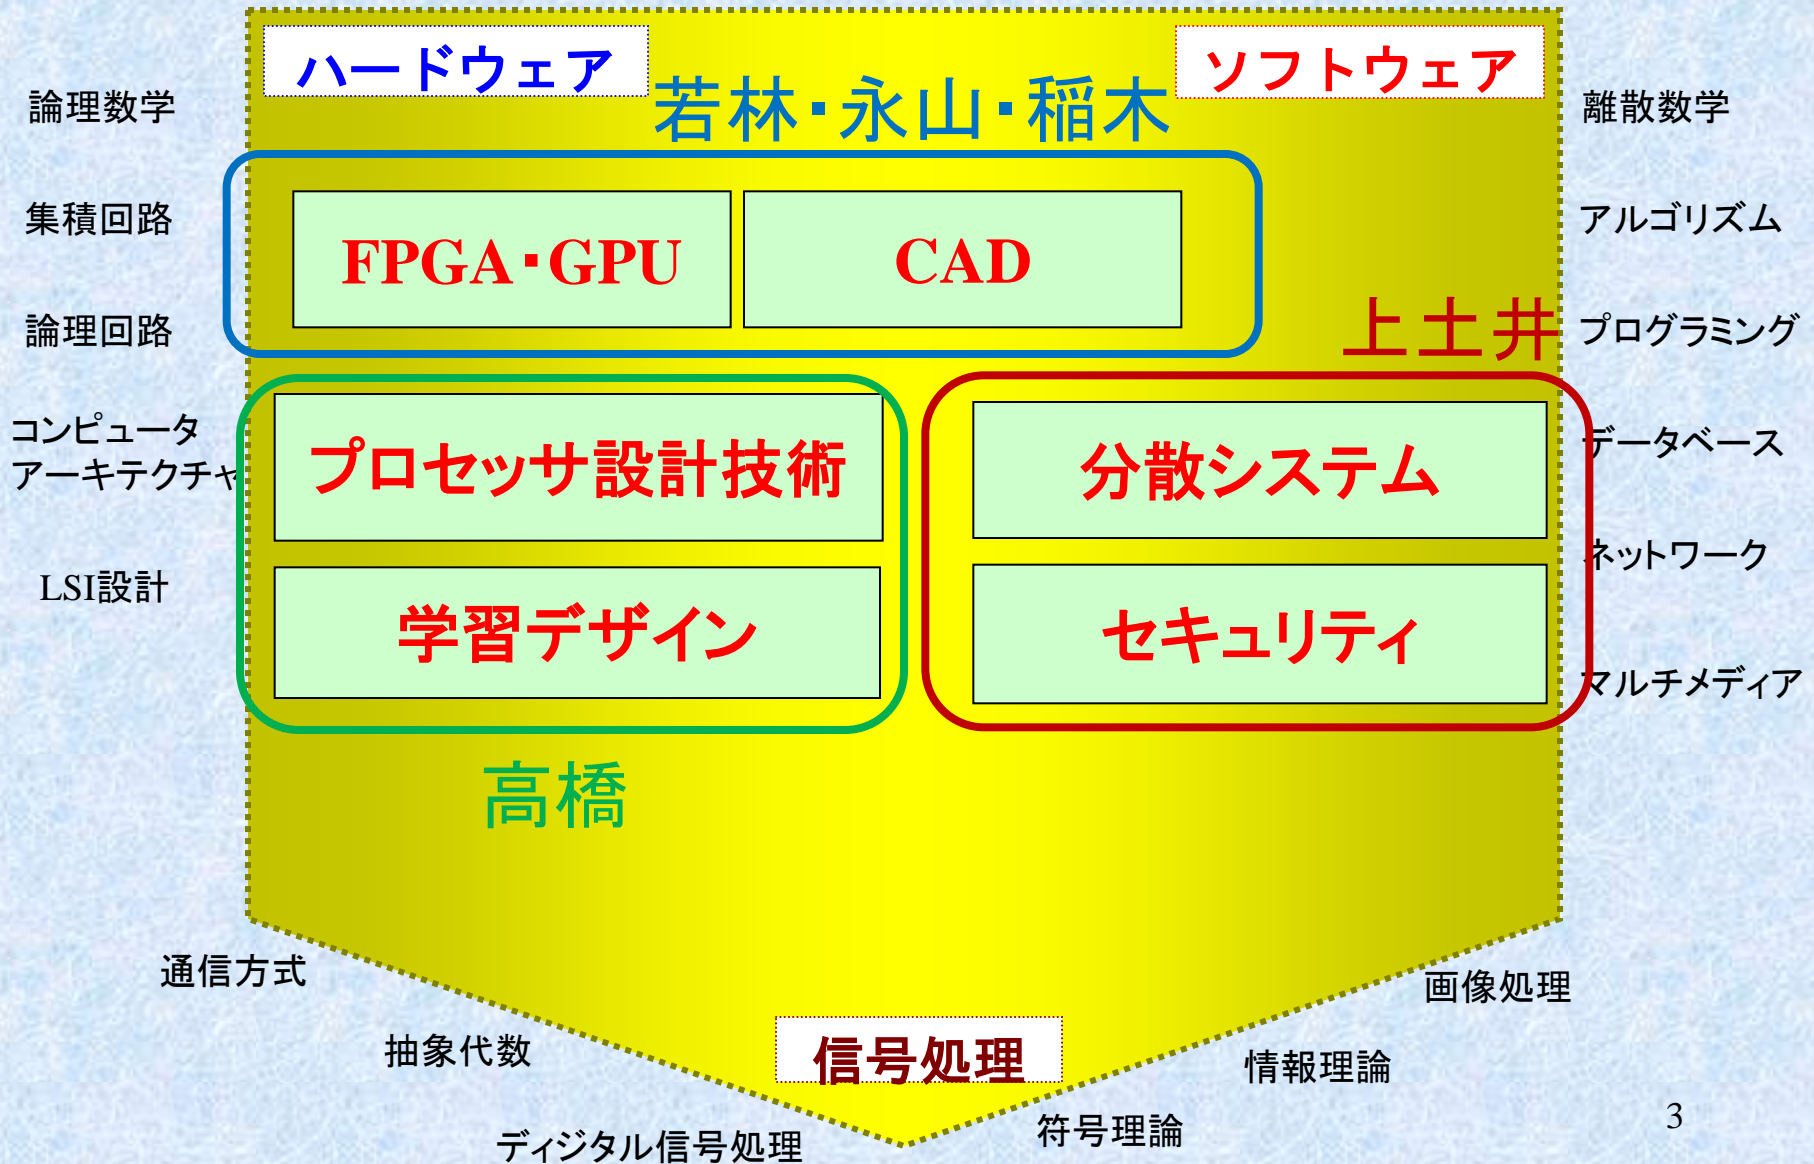 ハードウェア
ソフトウェア
若林・永山・稲木
論理数学
離散数学
集積回路
FPGA・GPU
CAD
アルゴリズム
論理回路
上土井
プログラミング
コンピュータ
アーキテクチャ
プロセッサ設計技術
分散システム
データベース
ネットワーク
LSI設計
学習デザイン
セキュリティ
マルチメディア
高橋
通信方式
画像処理
抽象代数
信号処理
情報理論
ディジタル信号処理
符号理論
3